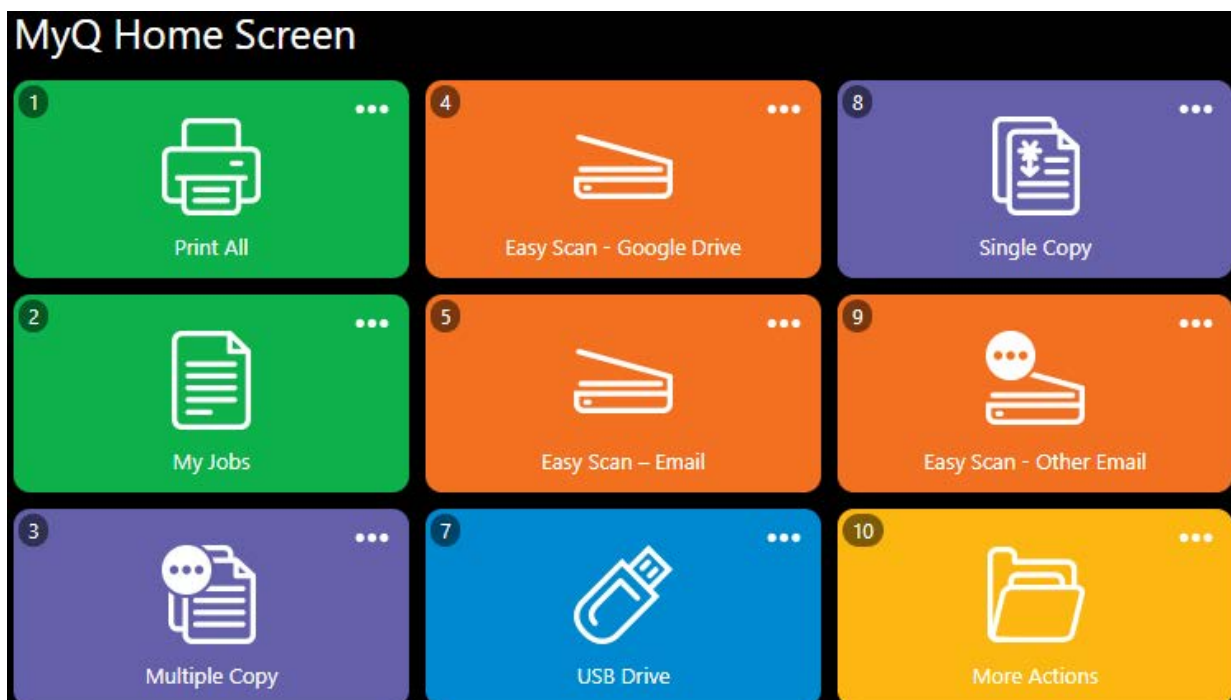 MyQ Home Screen
1
Print All
4
Easy Scan - Google Drive
8
Single Copy
2
My Jobs
5
Easy Scan – Email
9
Easy Scan - Other Email
3
Multiple Copy
7
USB Drive
10
More Actions